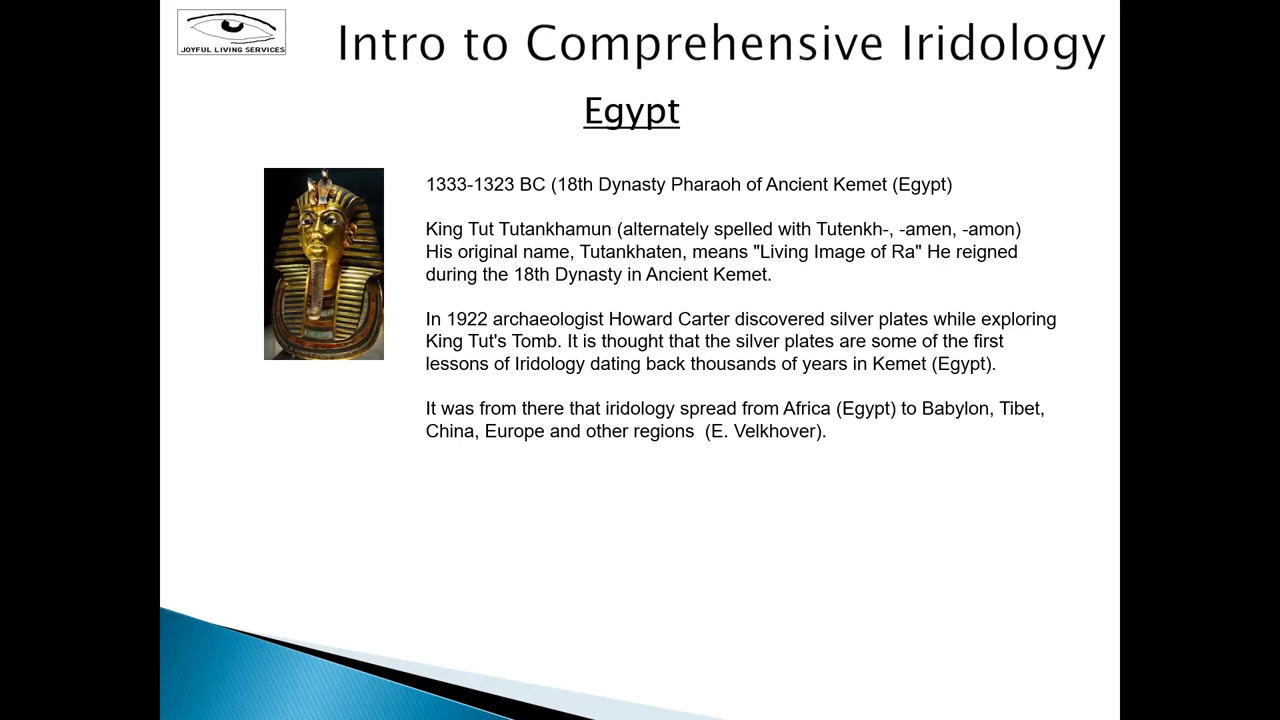 JOYFUL LIVING SERVICES
Intro to Comprehensive Iridology
Egypt
1333-1323 BC (18th Dynasty Pharaoh of Ancient Kemet (Egypt)
King Tut Tutankhamun (alternately spelled with Tutenkh-, -amen, -amon)
His original name, Tutankhaten, means "Living Image of Ra" He reigned
during the 18th Dynasty in Ancient Kemet.
In 1922 archaeologist Howard Carter discovered silver plates while exploring
King Tut's Tomb. It is thought that the silver plates are some of the first
lessons of Iridology dating back thousands of years in Kemet (Egypt).
It was from there that iridology spread from Africa (Egypt) to Babylon, Tibet,
China, Europe and other regions  (E. Velkhover).